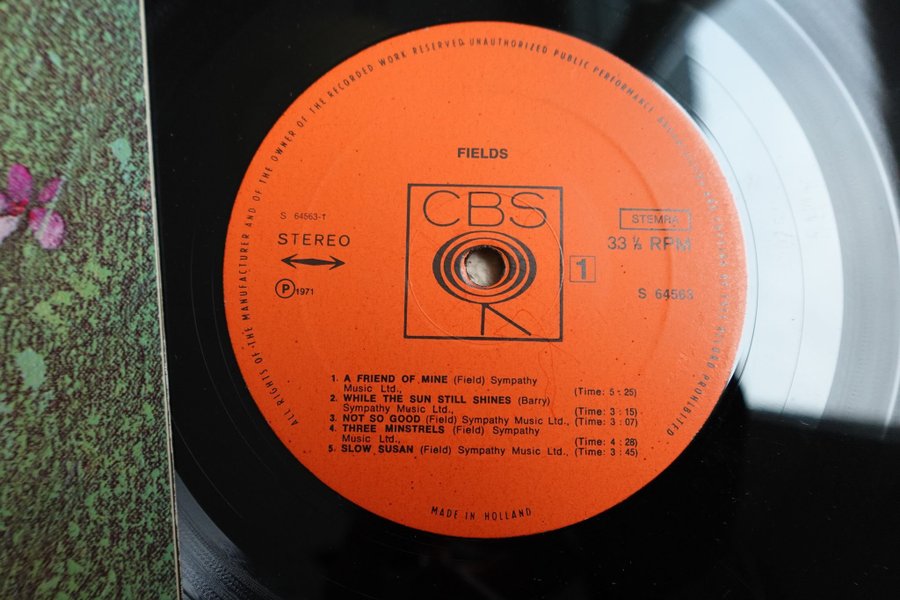 ALL RIGHTS OF THE MANUFACTURER AND OF THE OWNER OF THE RECORDED WORK RESERVED. UNAUTHORIZED PUBLIC PERFORMANCE PROHIBITED
FIELDS
CBS
S 64563-1
STEREO
P 1971
STEMRA
33 ⅓ RPM
1
S 64563
1. A FRIEND OF MINE (Field) Sympathy
Music Ltd., (Time: 5 : 25)
2. WHILE THE SUN STILL SHINES (Barry)
Sympathy Music Ltd., (Time: 3 : 15)
3. NOT SO GOOD (Field) Sympathy Music Ltd., (Time: 3 : 07)
4. THREE MINSTRELS (Field) Sympathy
Music Ltd., (Time: 4 : 28)
5. SLOW SUSAN (Field) Sympathy Music Ltd., (Time: 3 : 45)
MADE IN HOLLAND